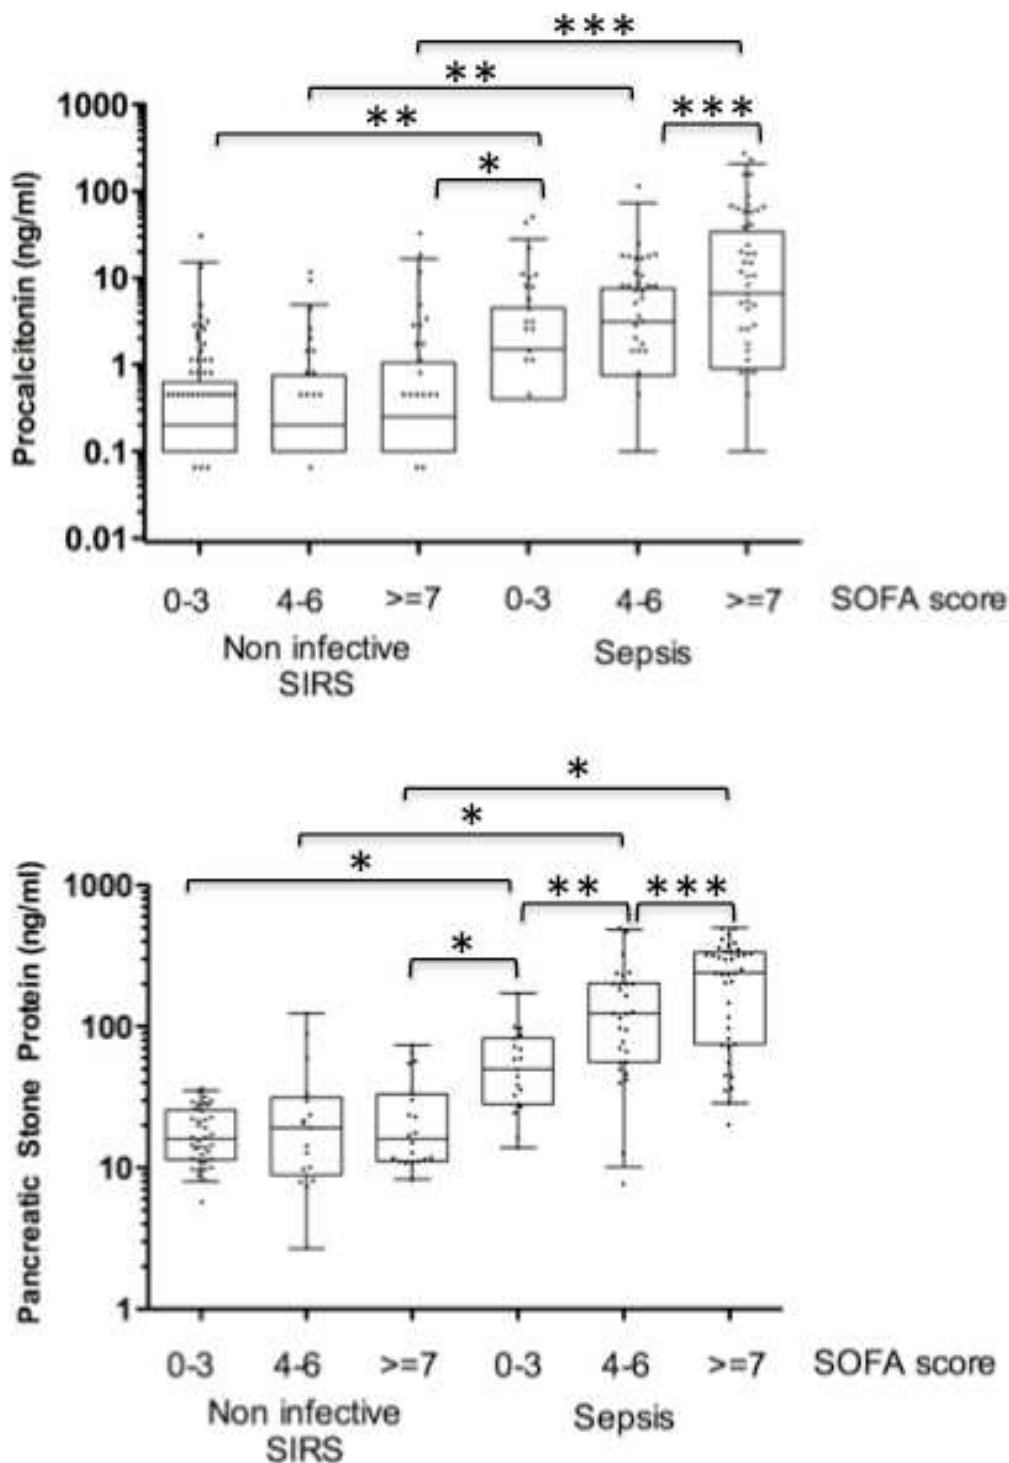 ***
**
1000
**
***
*
100
10
1
0.1
0.01
Procalcitonin (ng/ml)
0-3 4-6 >=7 0-3 4-6 >=7 SOFA score
Non infective
SIRS
Sepsis
*
*
*
1000
**
***
*
100
10
1
Pancreatic Stone Protein (ng/ml)
0-3 4-6 >=7 0-3 4-6 >=7 SOFA score
Non infective
SIRS
Sepsis